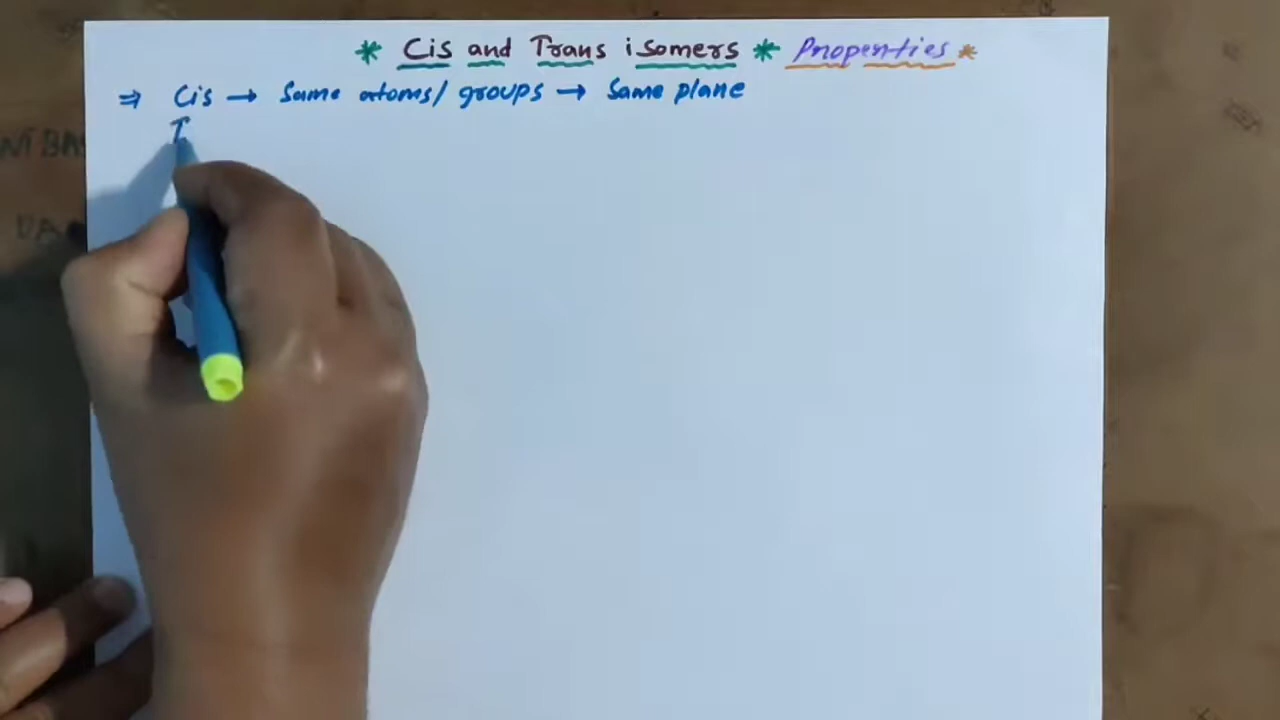 * Cis and Trans isomers * Properties *
⇒ Cis → Same atoms/ groups → Same plane
T